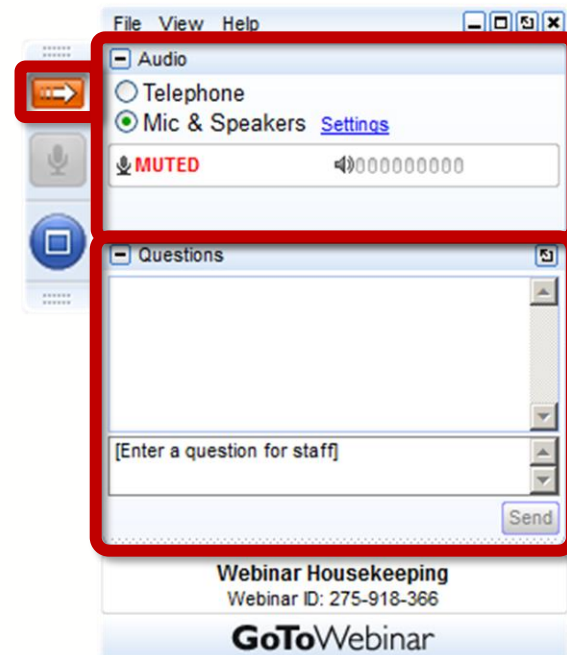 File View Help
Audio
Telephone
Mic & Speakers Settings
MUTED
Questions
[Enter a question for staff]
Send
Webinar Housekeeping
Webinar ID: 275-918-366
GoToWebinar